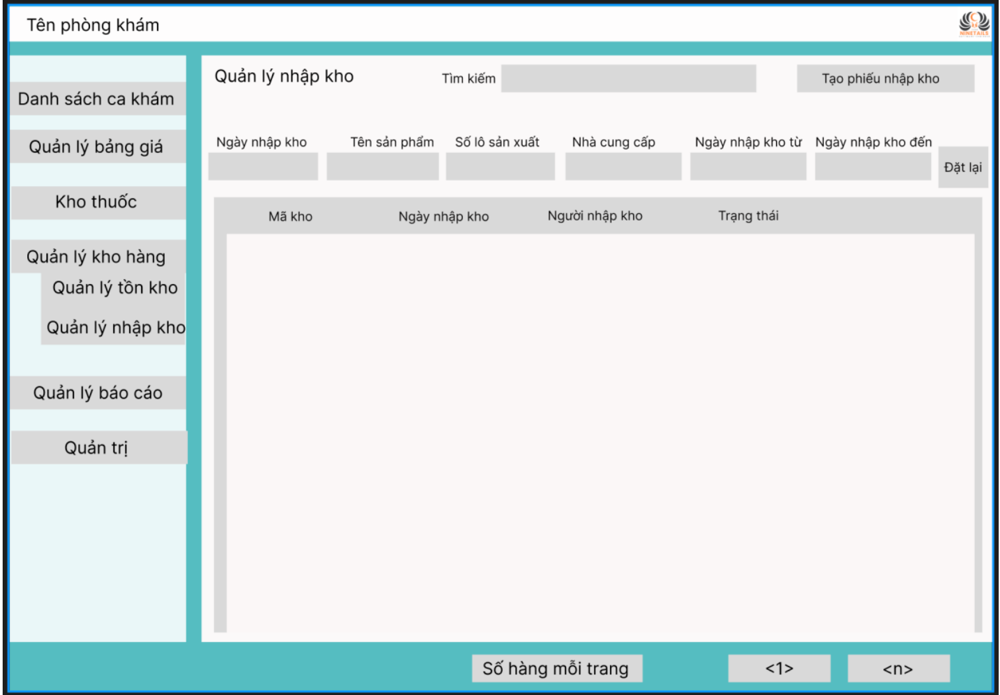 Tên phòng khám
NINETAILS
Quản lý nhập kho
Tìm kiếm
Tạo phiếu nhập kho
Danh sách ca khám
Quản lý bảng giá
Kho thuốc
Quản lý kho hàng
Quản lý tồn kho
Quản lý nhập kho
Quản lý báo cáo
Quản trị
Ngày nhập kho
Tên sản phẩm
Số lô sản xuất
Nhà cung cấp
Ngày nhập kho từ
Ngày nhập kho đến
Đặt lại
Mã kho
Ngày nhập kho
Người nhập kho
Trạng thái
Số hàng mỗi trang
<1>
<n>